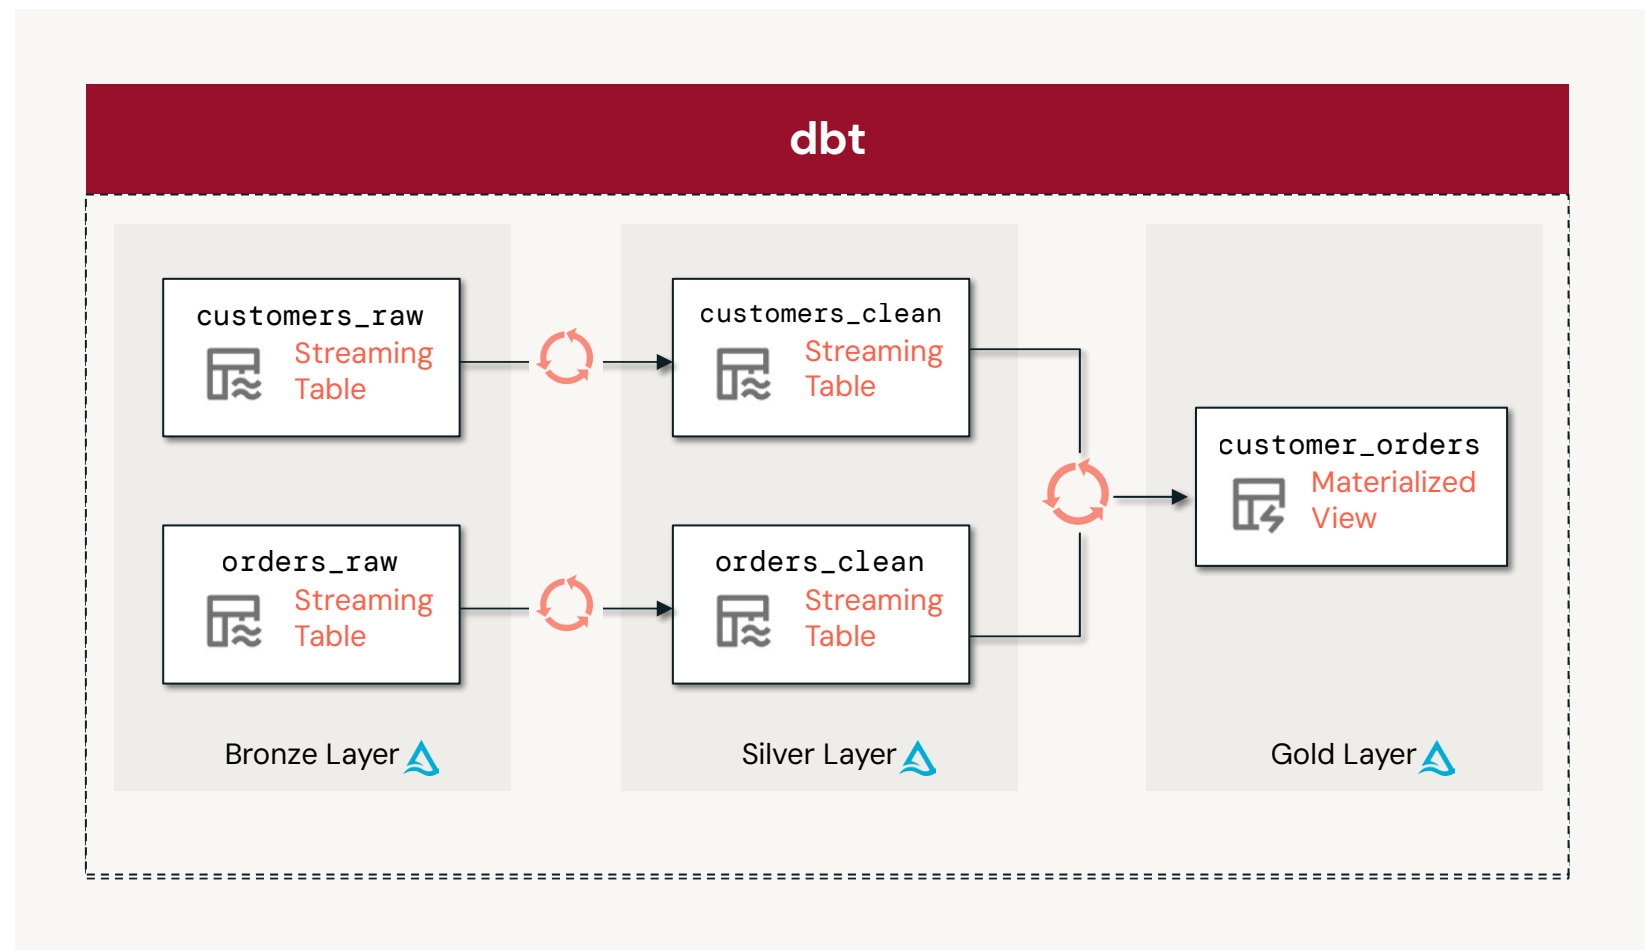 dbt
customers_raw
Streaming
Table
customers_clean
Streaming
Table
orders_raw
Streaming
Table
orders_clean
Streaming
Table
customer_orders
Materialized
View
Bronze Layer
Silver Layer
Gold Layer